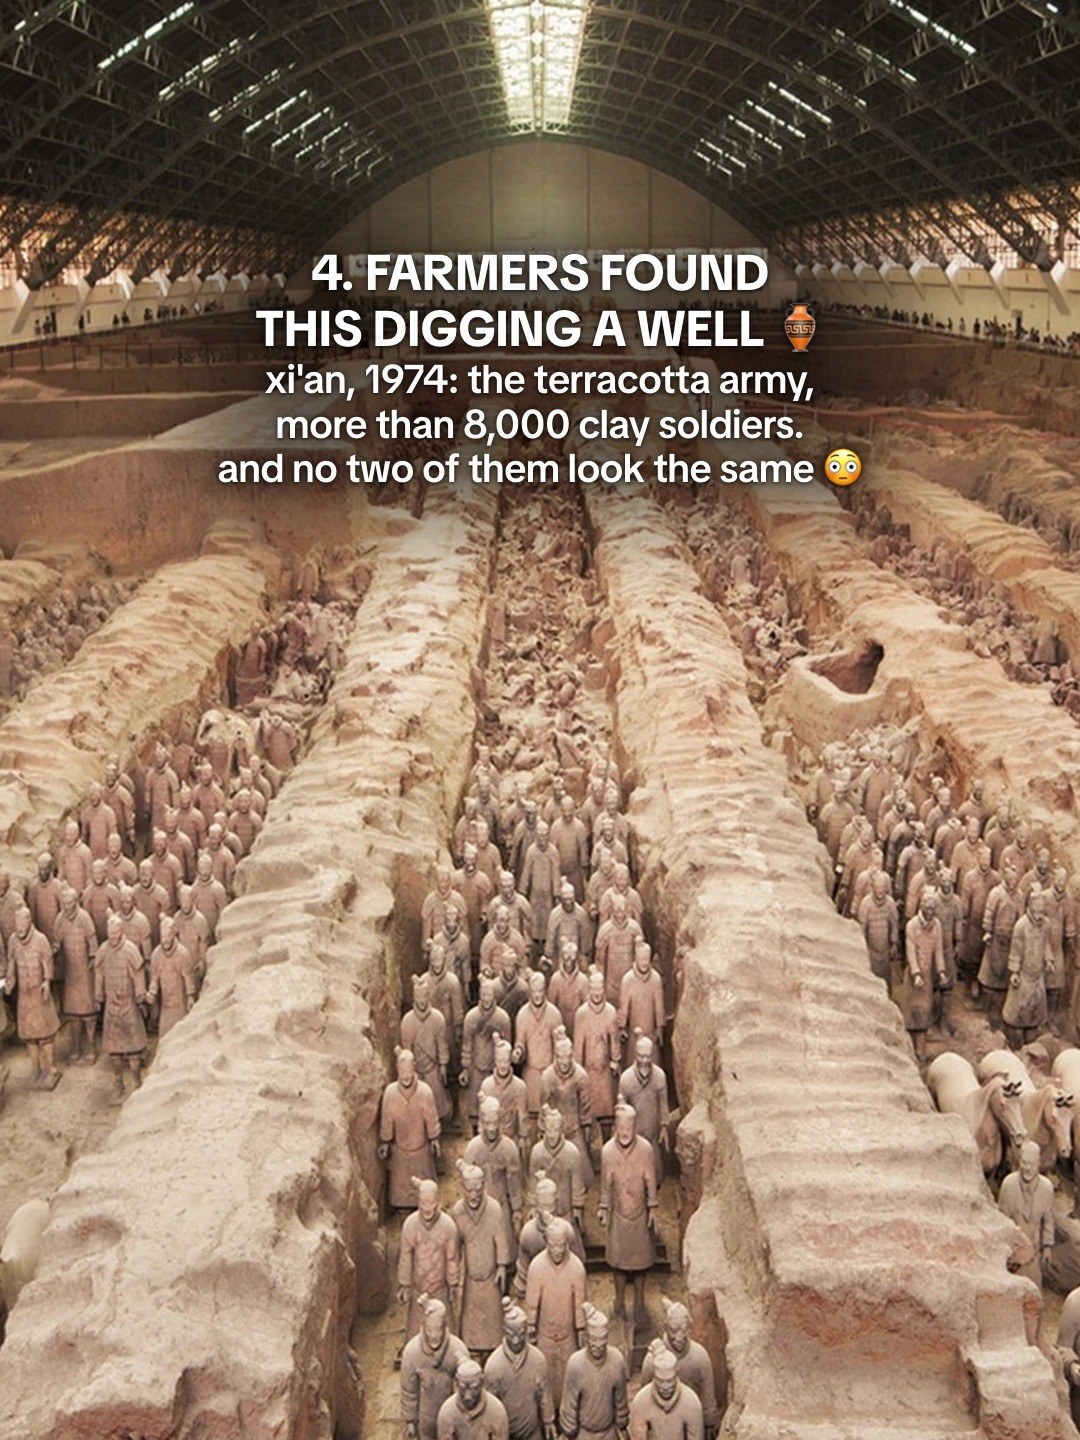 4. FARMERS FOUND
THIS DIGGING A WELL 🏺
xi'an, 1974: the terracotta army,
more than 8,000 clay soldiers.
and no two of them look the same 😳